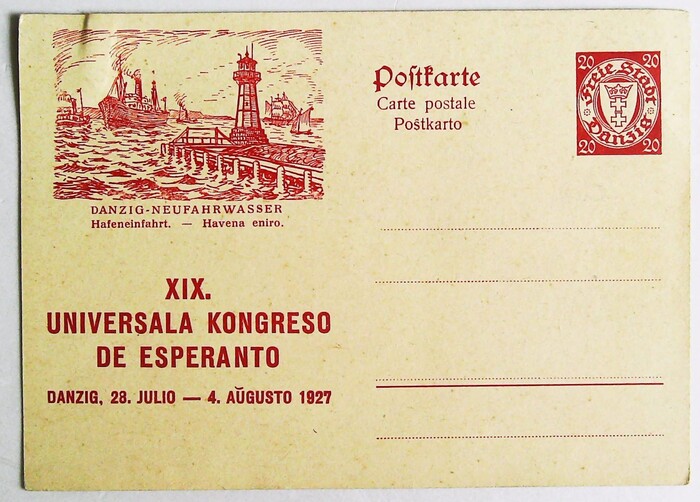 DANZIG-NEUFAHRWASSER
Hafeneinfahrt. — Havena eniro.
XIX.
UNIVERSALA KONGRESO
DE ESPERANTO
DANZIG, 28. JULIO — 4. AŬGUSTO 1927
Postkarte
Carte postale
Poŝtkarto
20 20
Freie Stadt
Danzig
20 20